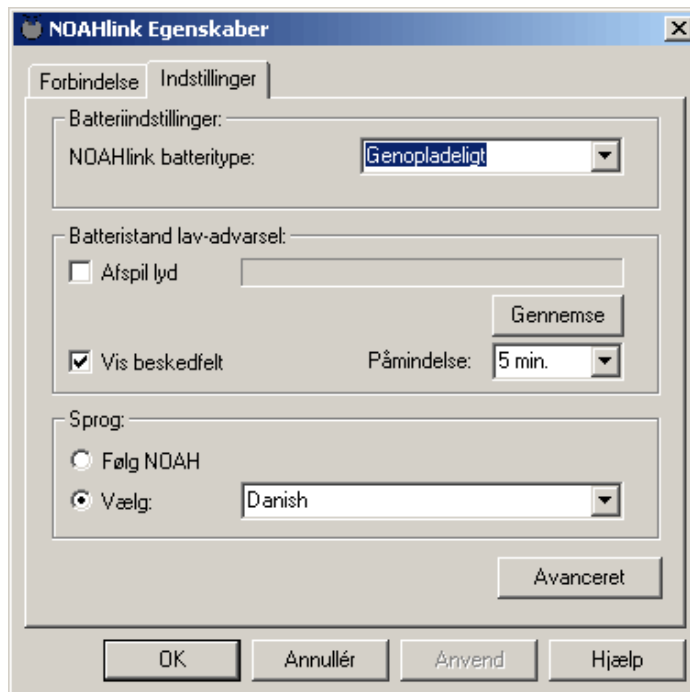 NOAHlink Egenskaber
Forbindelse Indstillinger
Batteriindstillinger:
NOAHlink batteritype: Genopladeligt
Batteristand lav-advarsel:
Afspil lyd
Gennemse
Vis beskedfelt Påmindelse: 5 min.
Sprog:
Følg NOAH
Vælg: Danish
Avanceret
OK Annullér Anvend Hjælp